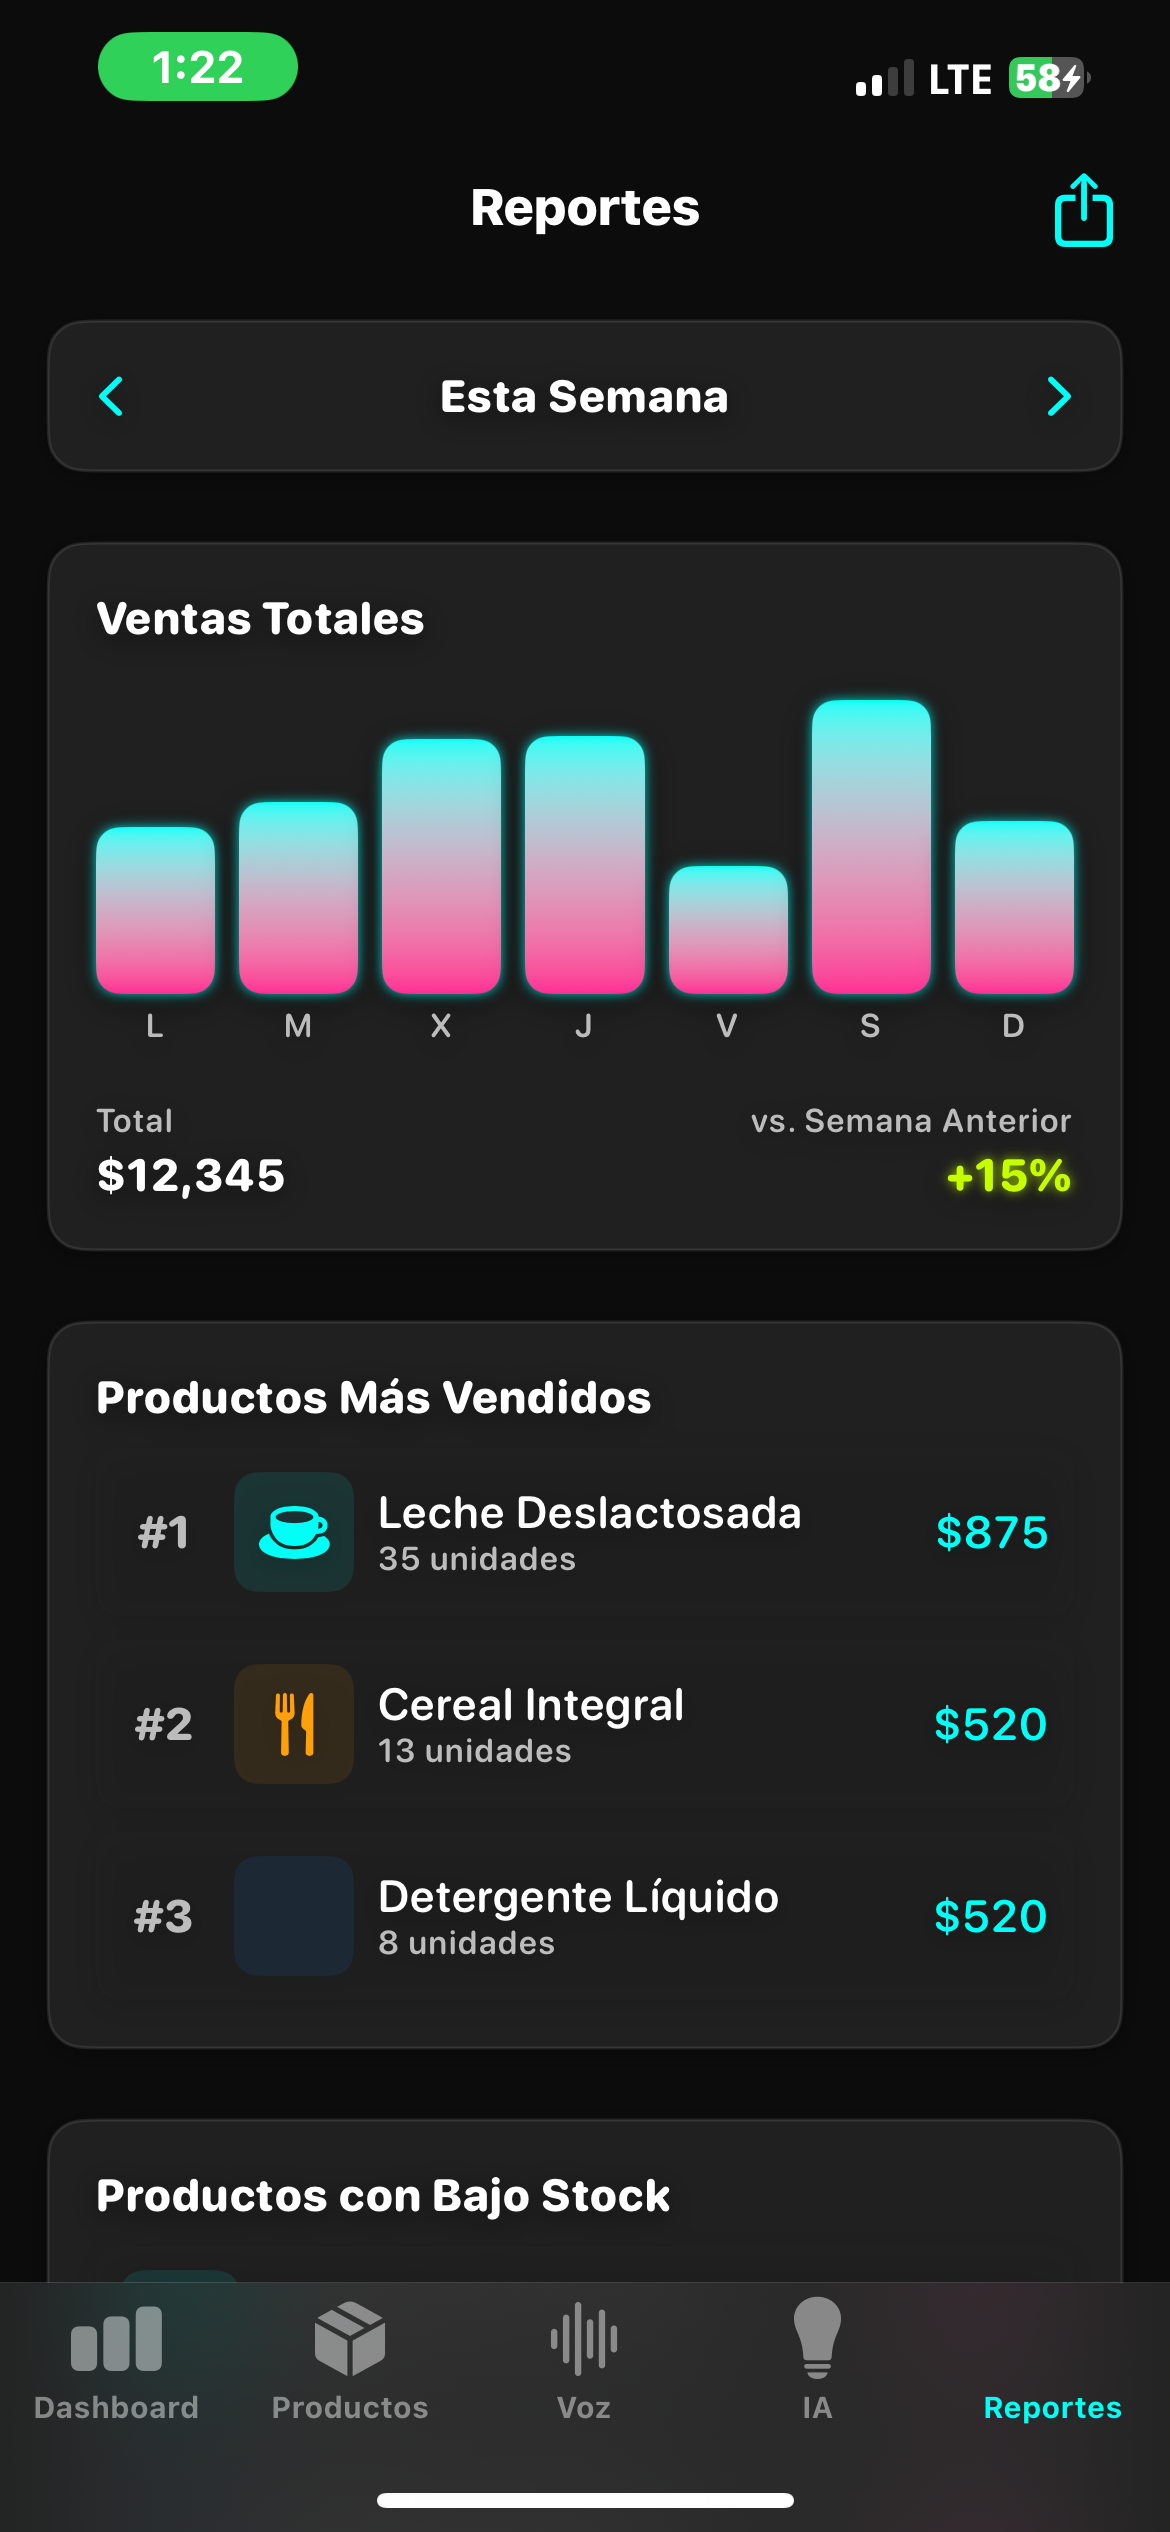 1:22
LTE 58
Reportes
Esta Semana
Ventas Totales
L M X J V S D
Total
vs. Semana Anterior
$12,345
+15%
Productos Más Vendidos
#1
Leche Deslactosada
35 unidades
$875
#2
Cereal Integral
13 unidades
$520
#3
Detergente Líquido
8 unidades
$520
Productos con Bajo Stock
Dashboard
Productos
Voz
IA
Reportes